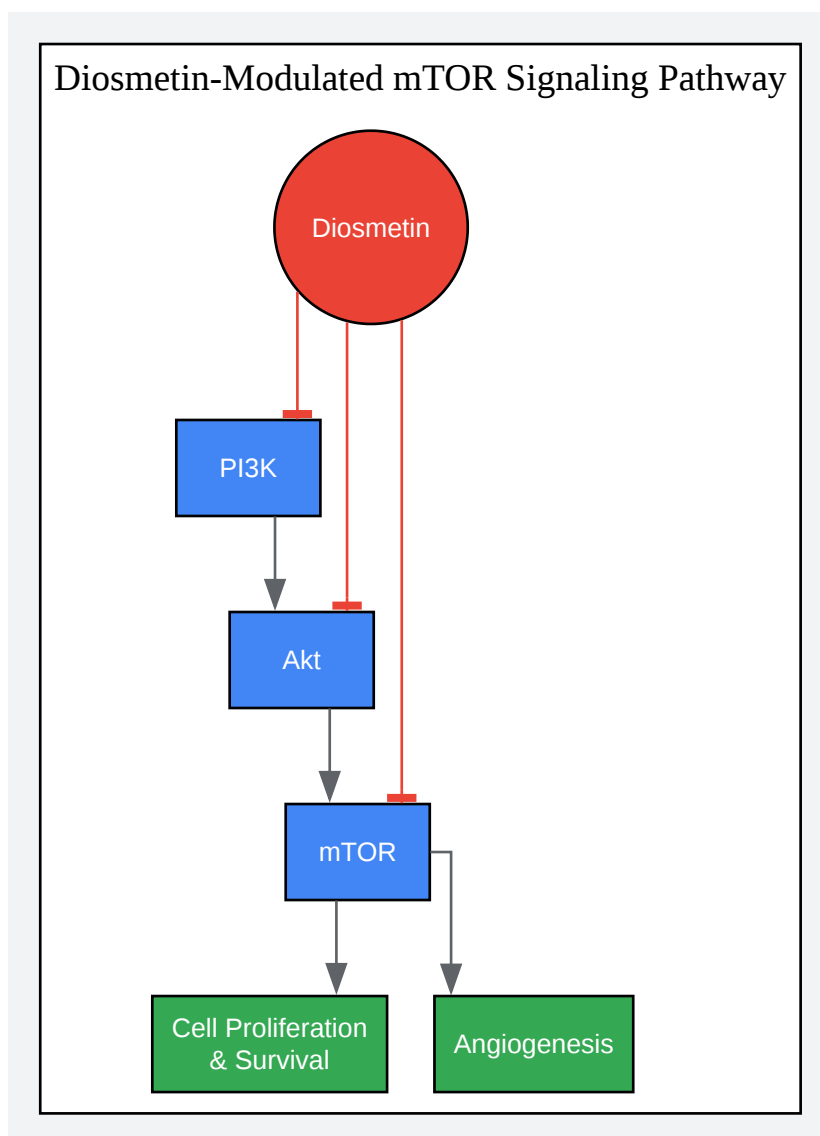 Diosmetin-Modulated mTOR Signaling Pathway
Diosmetin
PI3K
Akt
mTOR
Cell Proliferation
& Survival
Angiogenesis